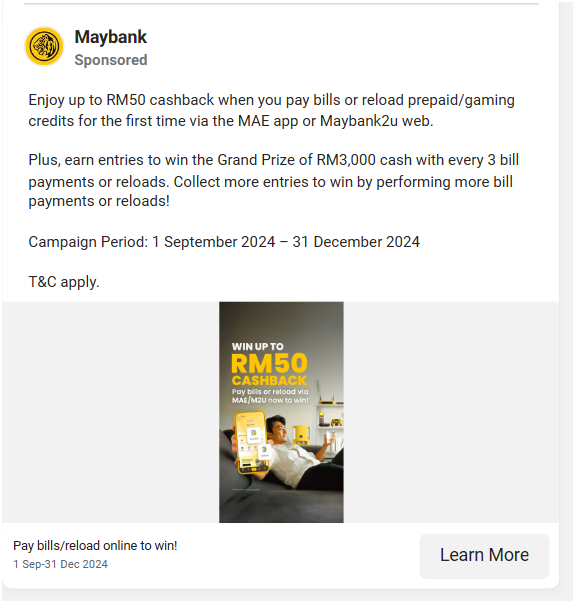 Maybank
Sponsored
Enjoy up to RM50 cashback when you pay bills or reload prepaid/gaming
credits for the first time via the MAE app or Maybank2u web.
Plus, earn entries to win the Grand Prize of RM3,000 cash with every 3 bill
payments or reloads. Collect more entries to win by performing more bill
payments or reloads!
Campaign Period: 1 September 2024 – 31 December 2024
T&C apply.
WIN UP TO
RM50
CASHBACK
Pay bills or reload via
MAE/M2U now to win!
Pay bills/reload online to win!
1 Sep-31 Dec 2024
Learn More